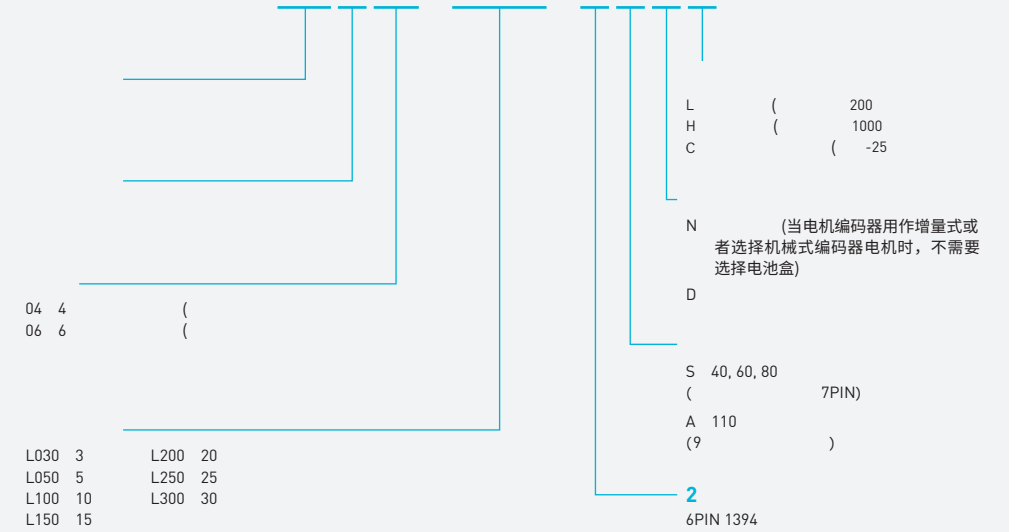 04 4 (
06 6 (
L030 3 L200 20
L050 5 L250 25
L100 10 L300 30
L150 15
L ( 200
H ( 1000
C ( -25
N (当电机编码器用作增量式或
者选择机械式编码器电机时，不需要
选择电池盒)
D
S 40, 60, 80
( 7PIN)
A 110
(9 )
2
6PIN 1394